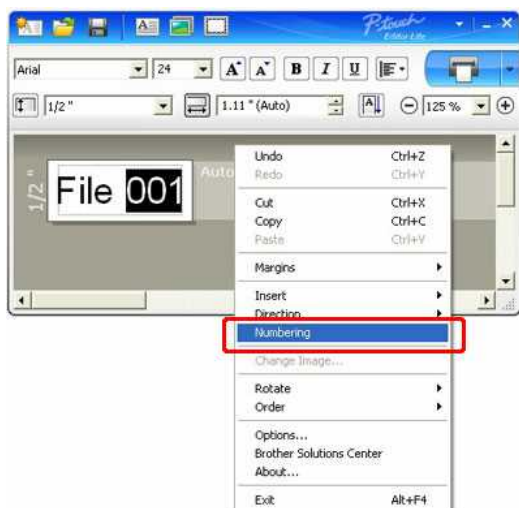 P-touch
Editor Lite
Arial 24 A A B I U
1/2 " 1.11 " (Auto) A 125 %
1/2 "
File 001
Auto
Undo Ctrl+Z
Redo Ctrl+Y
Cut Ctrl+X
Copy Ctrl+C
Paste Ctrl+V
Margins
Insert
Direction
Numbering
Change Image...
Rotate
Order
Options...
Brother Solutions Center
About...
Exit Alt+F4